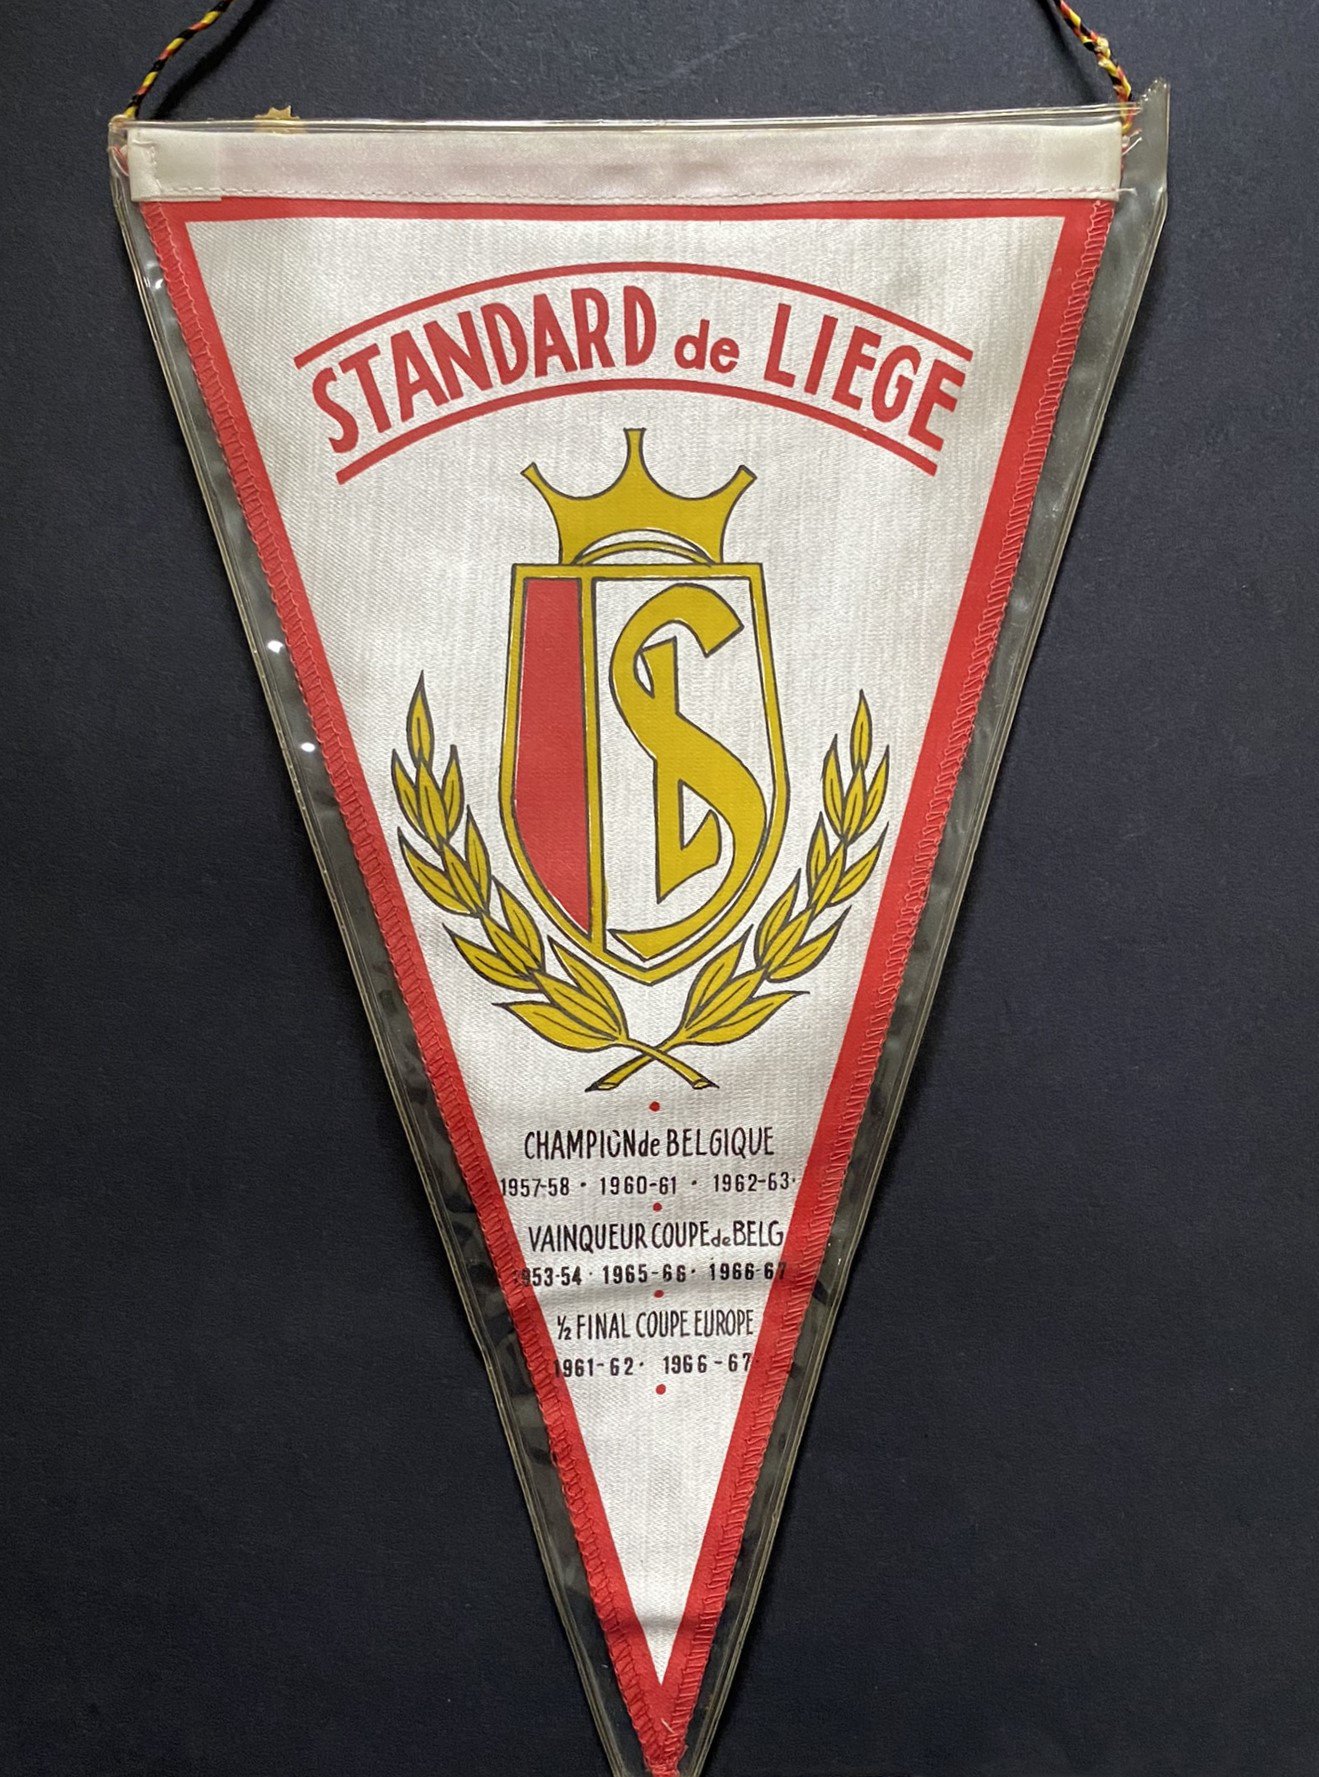 STANDARD de LIEGE
SL
CHAMPION de BELGIQUE
1957-58 · 1960-61 · 1962-63·
VAINQUEUR COUPE de BELG
1953-54 · 1965-66 · 1966-67
½ FINAL COUPE EUROPE
1961-62 · 1966-67·